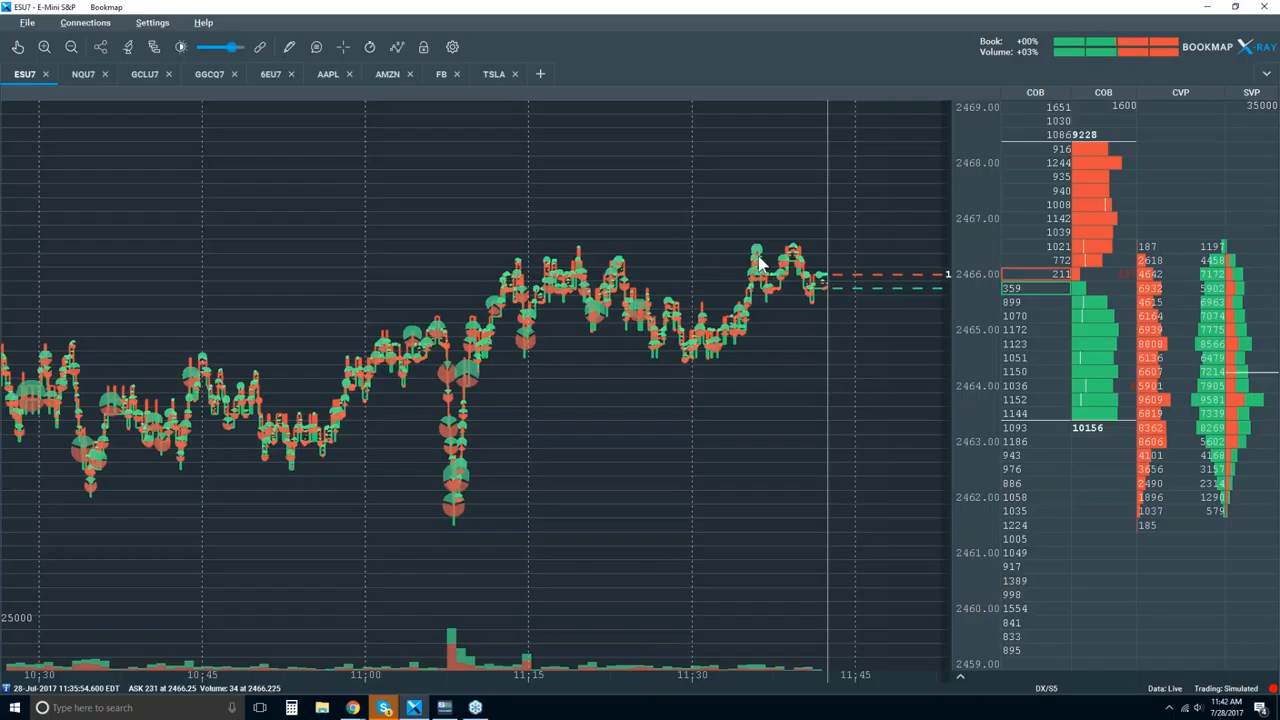 ESU7 - E-Mini S&P Bookmap
File Connections Settings Help
Book: +00%
Volume: +03%
BOOKMAP X-RAY
ESU7 NQU7 GCLU7 GGCQ7 6EU7 AAPL AMZN FB TSLA
COB COB CVP SVP
2469.00 1651 1600 35000
1030
1086 9228
916
2468.00 1244
935
940
1008
2467.00 1142
1039
1021 187 1197
772 2618 4458
2466.00 211 4642 7172
359 6932 5902
899 4615 6963
1070 6164 7074
2465.00 1172 6939 7775
1123 8808 8566
1051 6136 6479
1150 6607 7214
2464.00 1036 5901 7905
1152 9609 9581
1144 6819 7339
1093 10156 8362 8269
2463.00 1186 8606 5602
943 4101 4168
976 3656 3157
886 2490 2314
2462.00 1058 1896 1290
1035 1037 579
1224 185
1005
2461.00 1049
917
1389
998
2460.00 1554
25000 841
833
895
2459.00
10:30 10:45 11:00 11:15 11:30 11:45
28-Jul-2017 11:35:54.600 EDT ASK 231 at 2466.25 Volume: 34 at 2466.225
DX/S5
Data: Live
Trading: Simulated
Type here to search
11:42 AM
7/28/2017